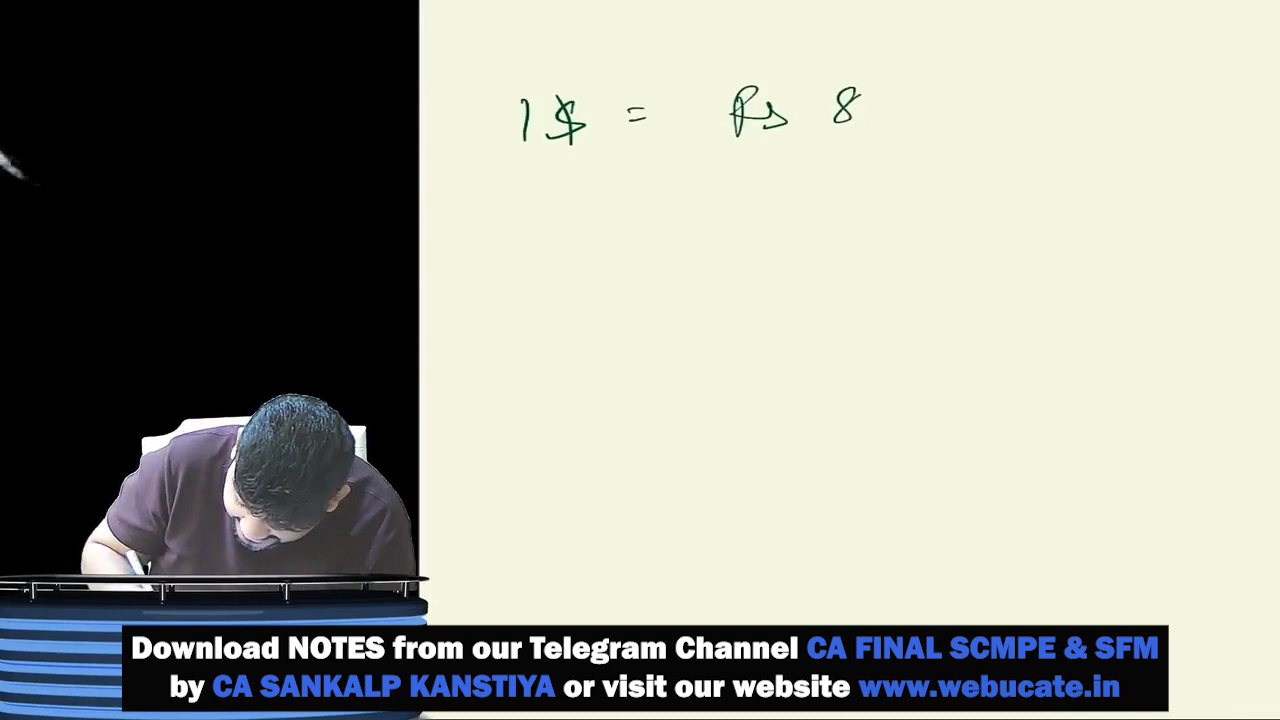 1 $ = Rs 8
Download NOTES from our Telegram Channel CA FINAL SCMPE & SFM
by CA SANKALP KANSTIYA or visit our website www.webucate.in